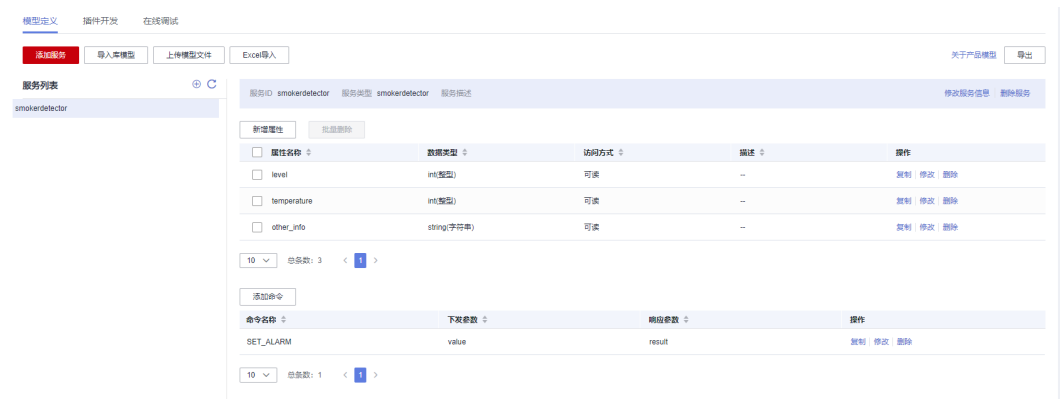 模型定义 插件开发 在线调试
添加服务 导入库模型 上传模型文件 Excel导入 关于产品模型 导出
服务列表
smokerdetector
服务ID smokerdetector 服务类型 smokerdetector 服务描述 修改服务信息 删除服务
新增属性 批量删除
属性名称 数据类型 访问方式 描述 操作
level int(整型) 可读 -- 复制 修改 删除
temperature int(整型) 可读 -- 复制 修改 删除
other_info string(字符串) 可读 -- 复制 修改 删除
10 总条数: 3 < 1 >
添加命令
命令名称 下发参数 响应参数 操作
SET_ALARM value result 复制 修改 删除
10 总条数: 1 < 1 >